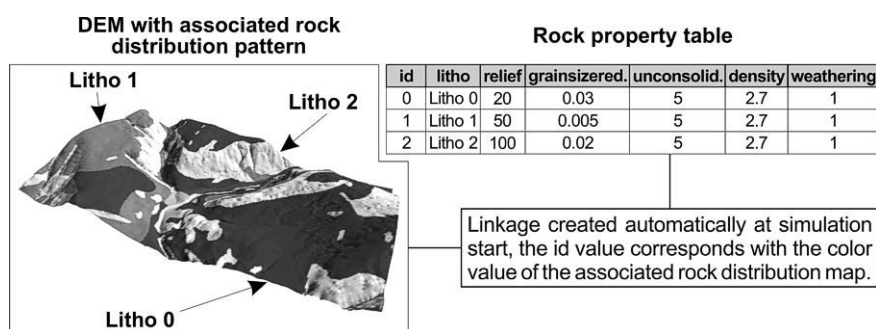 DEM with associated rock
distribution pattern
Litho 1
Litho 2
Litho 0
Rock property table
id litho relief grainsizered. unconsolid. density weathering
0 Litho 0 20 0.03 5 2.7 1
1 Litho 1 50 0.005 5 2.7 1
2 Litho 2 100 0.02 5 2.7 1
Linkage created automatically at simulation
start, the id value corresponds with the color
value of the associated rock distribution map.